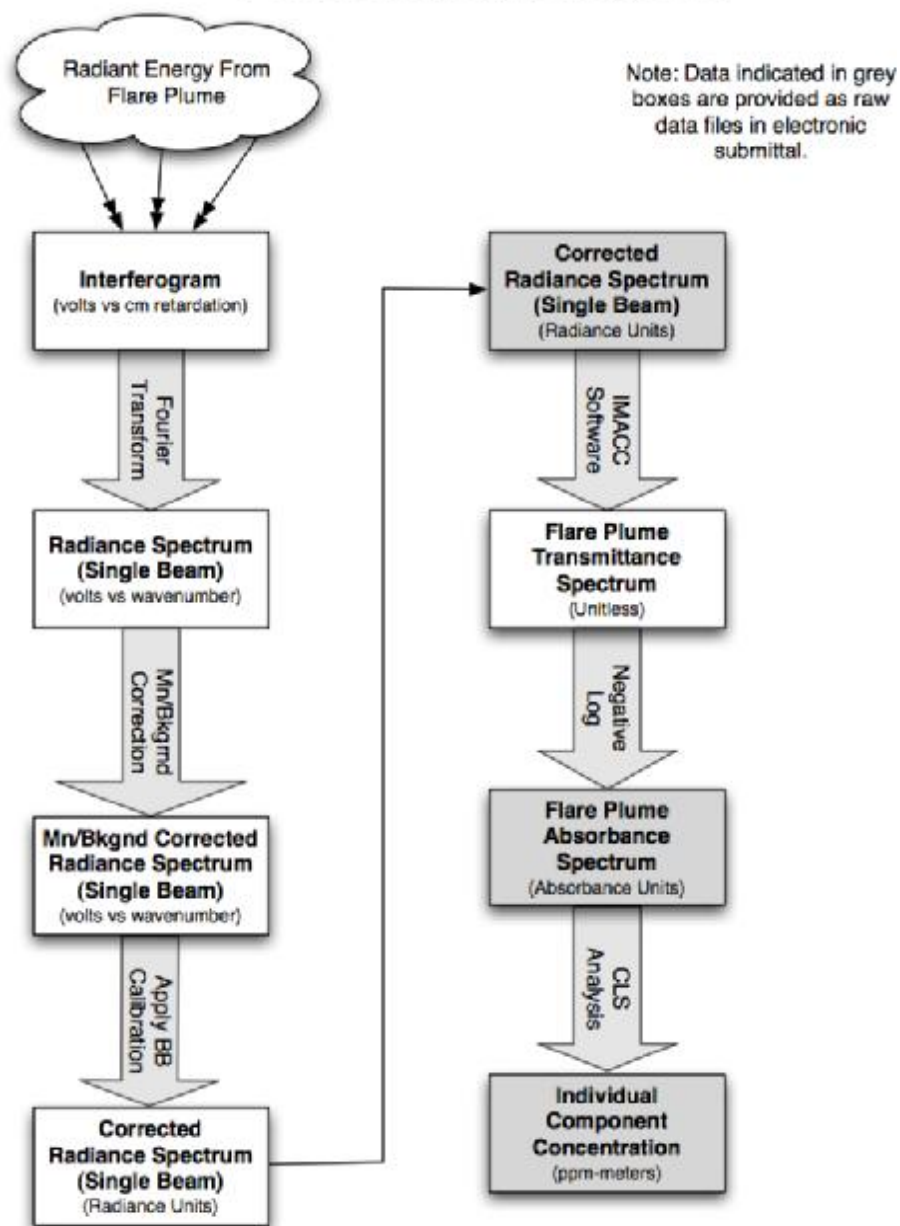 Radiant Energy From
Flare Plume
Note: Data indicated in grey
boxes are provided as raw
data files in electronic
submittal.
Interferogram
(volts vs cm retardation)
Fourier
Transform
Radiance Spectrum
(Single Beam)
(volts vs wavenumber)
Mn/Bkgrnd
Correction
Mn/Bkgnd Corrected
Radiance Spectrum
(Single Beam)
(volts vs wavenumber)
Apply BB
Calibration
Corrected
Radiance Spectrum
(Single Beam)
(Radiance Units)
Corrected
Radiance Spectrum
(Single Beam)
(Radiance Units)
IMACC
Software
Flare Plume
Transmittance
Spectrum
(Unitless)
Negative
Log
Flare Plume
Absorbance
Spectrum
(Absorbance Units)
CLS
Analysis
Individual
Component
Concentration
(ppm-meters)